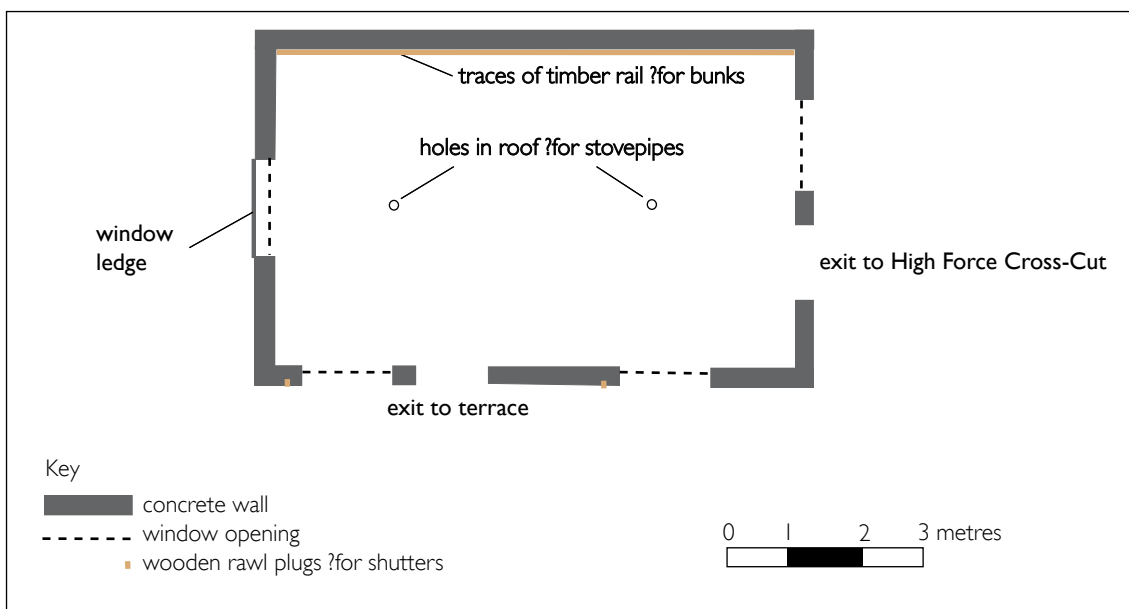 traces of timber rail ?for bunks
holes in roof ?for stovepipes
window
ledge
exit to High Force Cross-Cut
exit to terrace
Key
concrete wall
window opening
wooden rawl plugs ?for shutters
0 1 2 3 metres